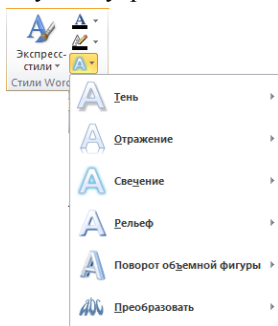 Экспресс-
стили
Стили Word
Тень
Отражение
Свечение
Рельеф
Поворот объемной фигуры
Преобразовать